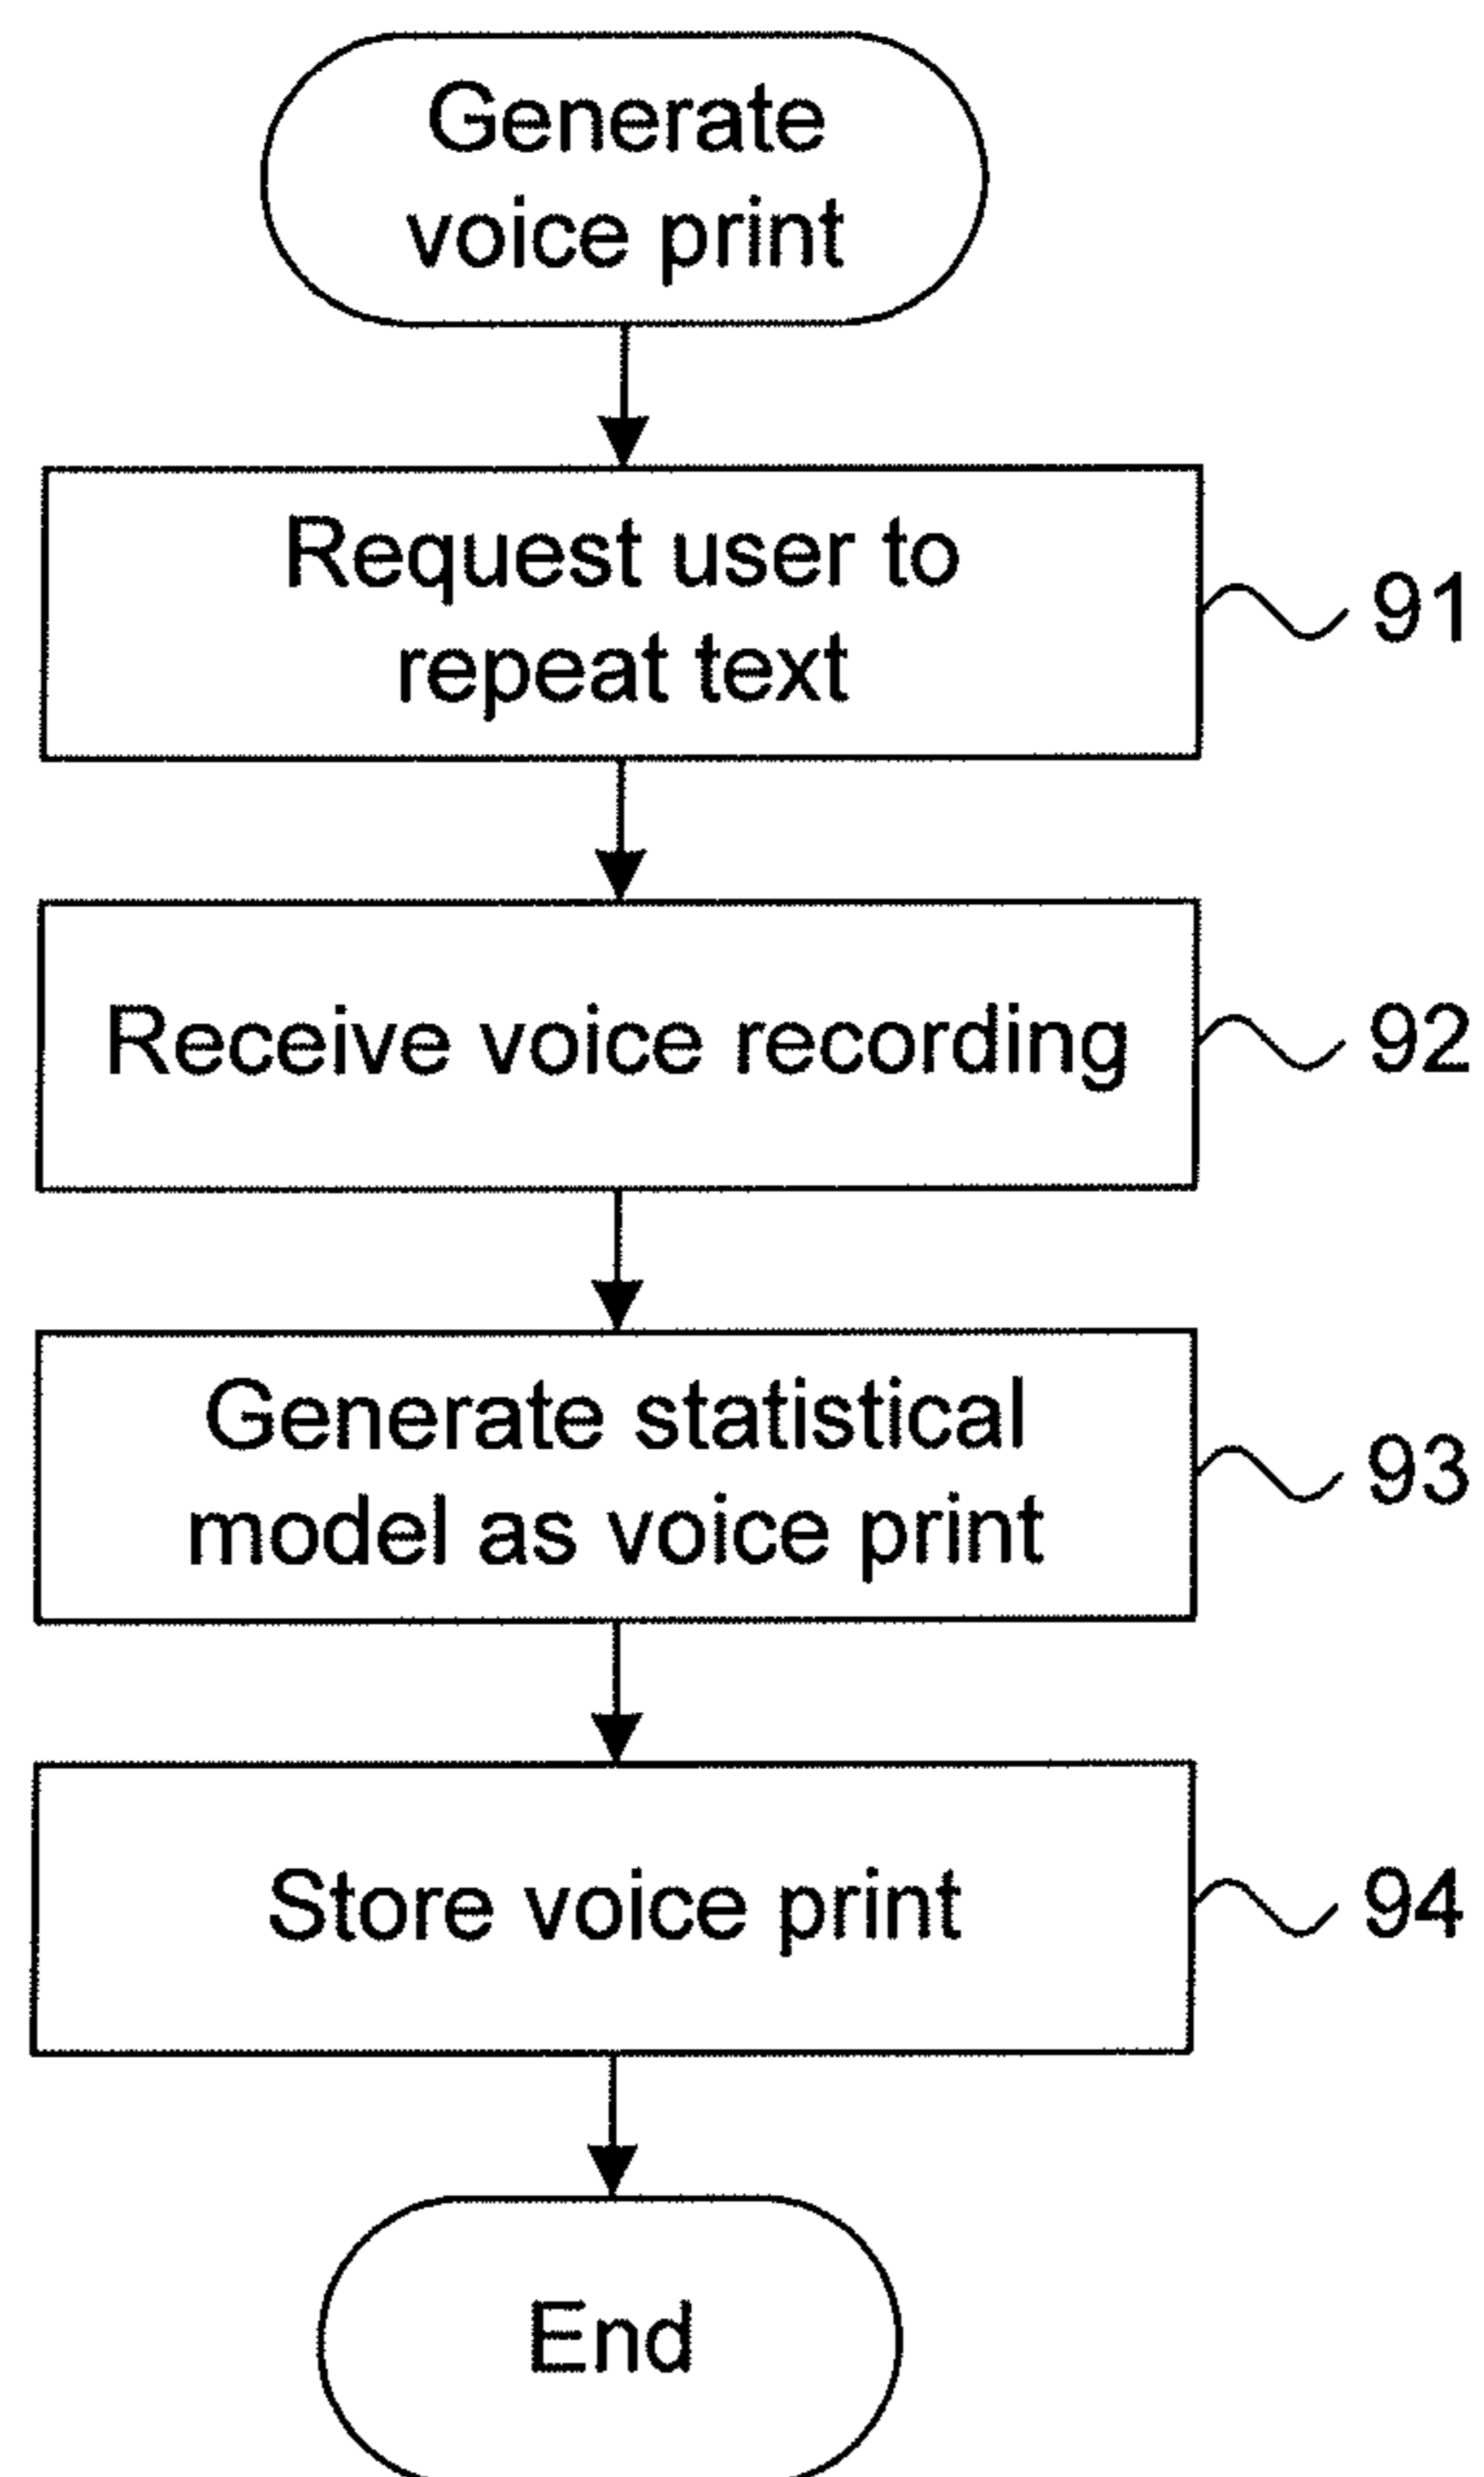 Generate
voice print
Request user to
repeat text
91
Receive voice recording
92
Generate statistical
model as voice print
93
Store voice print
94
End